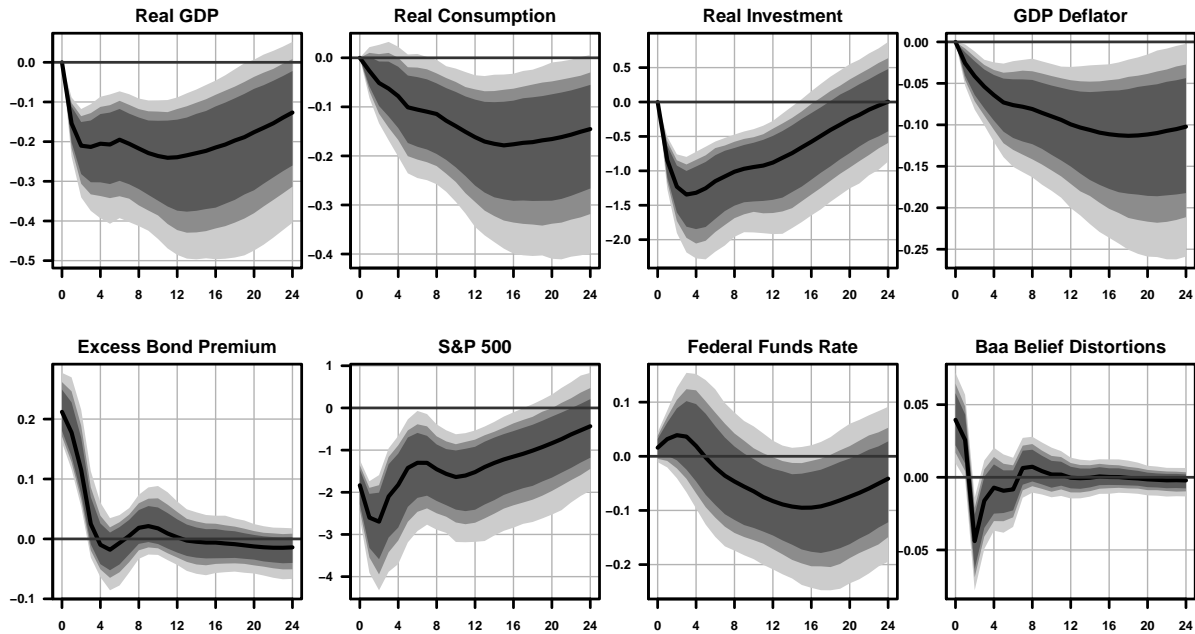 Real GDP
0.0
−0.1
−0.2
−0.3
−0.4
−0.5
0 4 8 12 16 20 24
Real Consumption
0.0
−0.1
−0.2
−0.3
−0.4
0 4 8 12 16 20 24
Real Investment
0.5
0.0
−0.5
−1.0
−1.5
−2.0
0 4 8 12 16 20 24
GDP Deflator
0.00
−0.05
−0.10
−0.15
−0.20
−0.25
0 4 8 12 16 20 24
Excess Bond Premium
0.2
0.1
0.0
−0.1
0 4 8 12 16 20 24
S&P 500
1
0
−1
−2
−3
−4
0 4 8 12 16 20 24
Federal Funds Rate
0.1
0.0
−0.1
−0.2
0 4 8 12 16 20 24
Baa Belief Distortions
0.05
0.00
−0.05
0 4 8 12 16 20 24